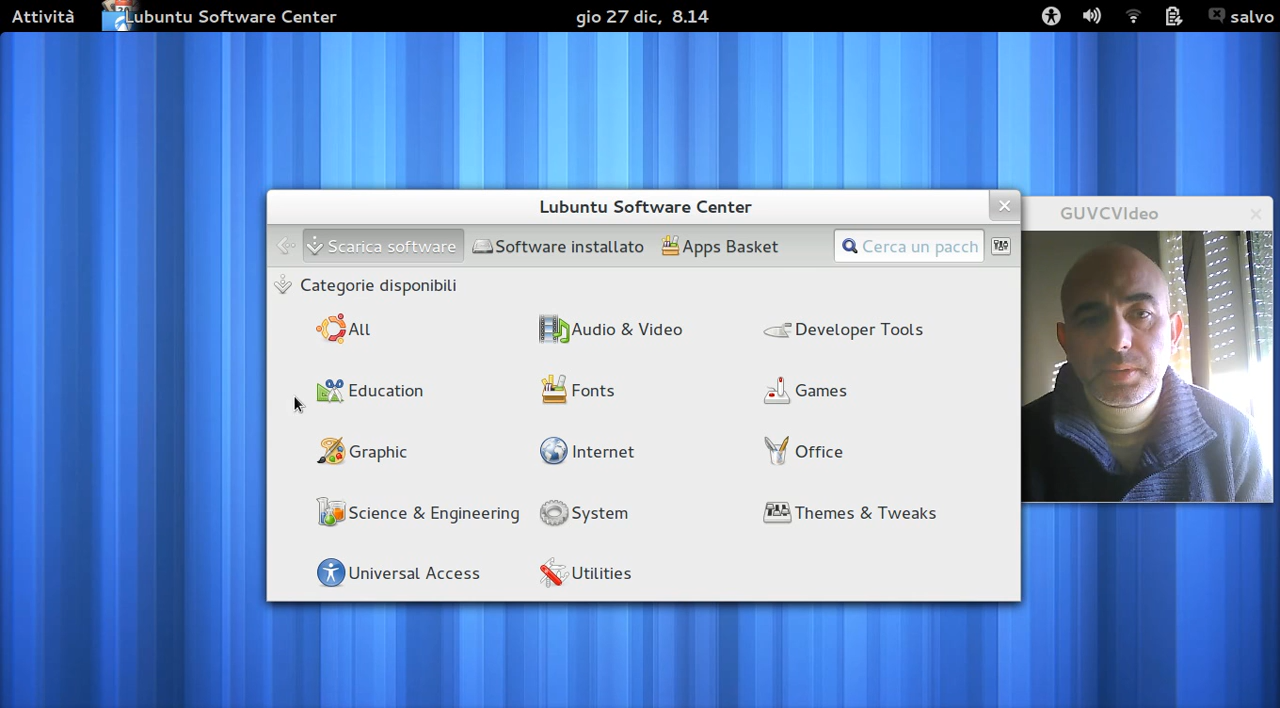 Attività Lubuntu Software Center gio 27 dic, 8.14 salvo
Lubuntu Software Center
GUVCVIdeo
Scarica software Software installato Apps Basket Cerca un pacch
Categorie disponibili
All Audio & Video Developer Tools
Education Fonts Games
Graphic Internet Office
Science & Engineering System Themes & Tweaks
Universal Access Utilities